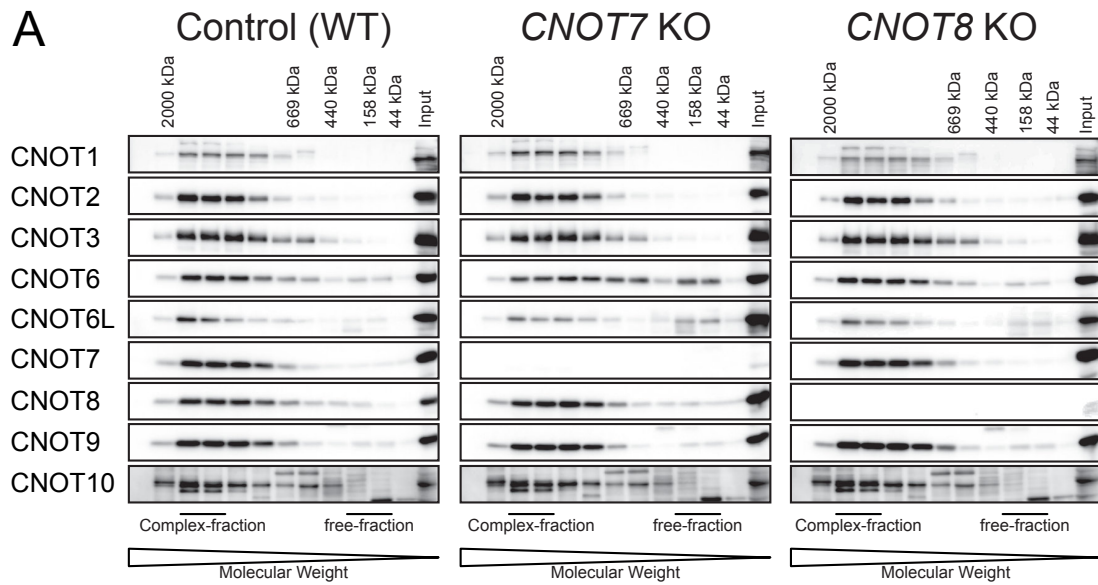 A
Control (WT) CNOT7 KO CNOT8 KO
2000 kDa 669 kDa 440 kDa 158 kDa 44 kDa Input 2000 kDa 669 kDa 440 kDa 158 kDa 44 kDa Input 2000 kDa 669 kDa 440 kDa 158 kDa 44 kDa Input
CNOT1
CNOT2
CNOT3
CNOT6
CNOT6L
CNOT7
CNOT8
CNOT9
CNOT10
Complex-fraction free-fraction Complex-fraction free-fraction Complex-fraction free-fraction
Molecular Weight Molecular Weight Molecular Weight